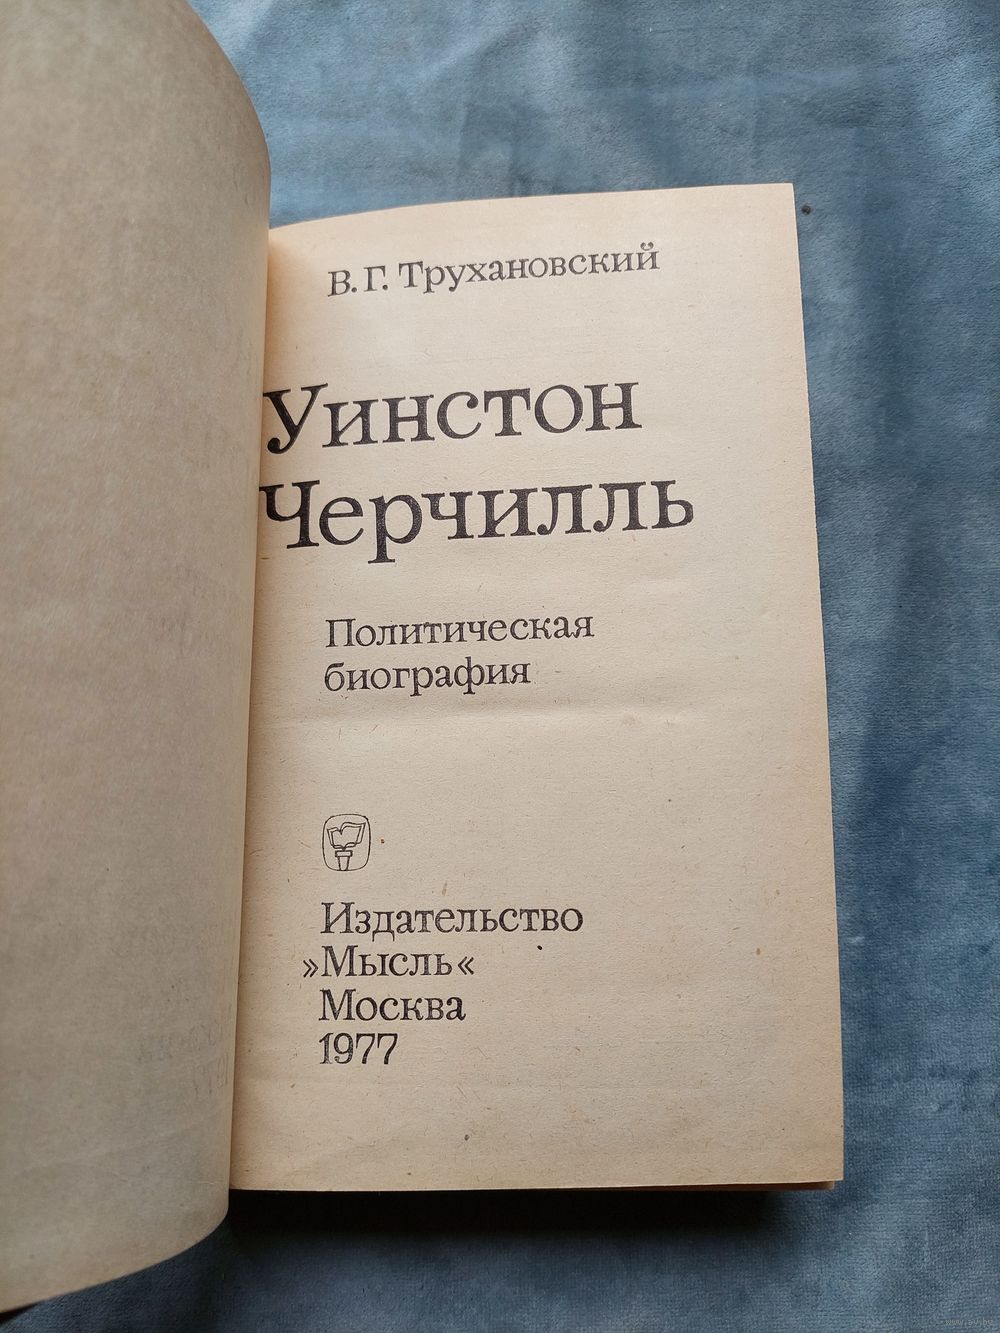 В. Г. Трухановский
Уинстон
Черчилль
Политическая
биография
Издательство
»Мысль«
Москва
1977